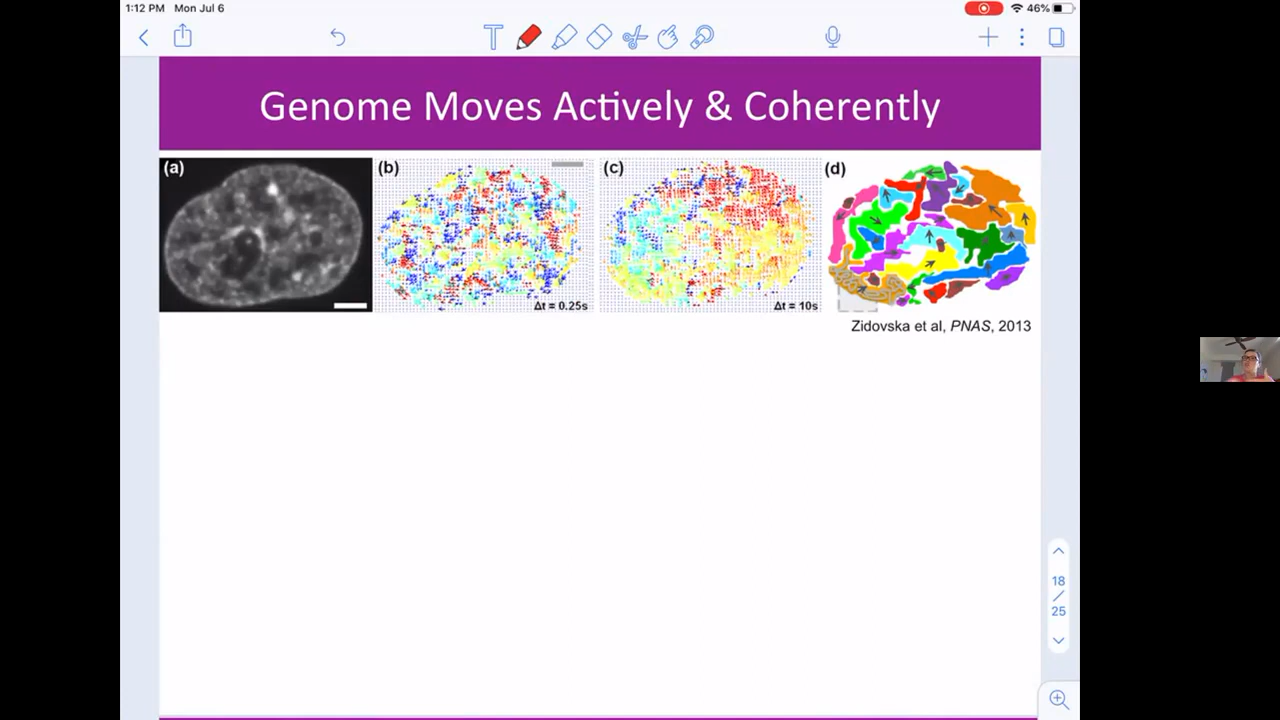 1:12 PM Mon Jul 6
46%
T
Genome Moves Actively & Coherently
(a)
(b)
(c)
(d)
Δt = 0.25s
Δt = 10s
Zidovska et al, PNAS, 2013
18
/
25